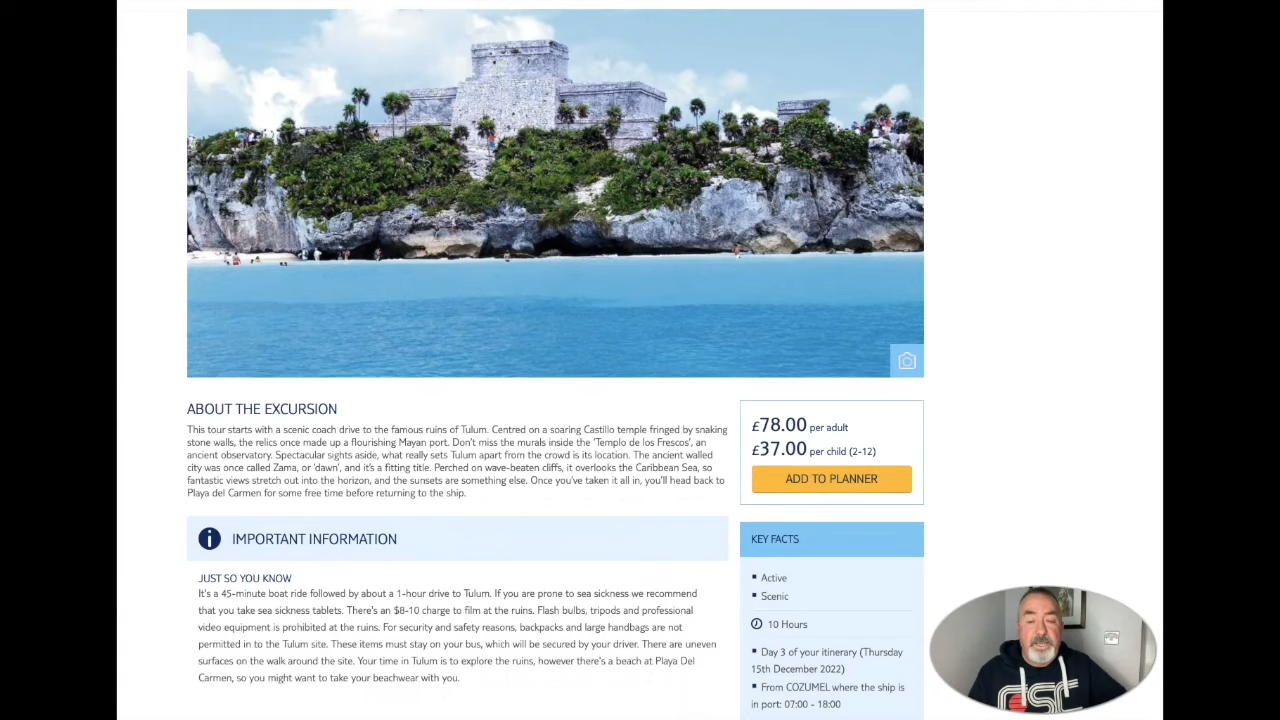 ABOUT THE EXCURSION
This tour starts with a scenic coach drive to the famous ruins of Tulum. Centred on a soaring Castillo temple fringed by snaking
stone walls, the relics once made up a flourishing Mayan port. Don't miss the murals inside the 'Templo de los Frescos', an
ancient observatory. Spectacular sights aside, what really sets Tulum apart from the crowd is its location. The ancient walled
city was once called Zama, or 'dawn', and it's a fitting title. Perched on wave-beaten cliffs, it overlooks the Caribbean Sea, so
fantastic views stretch out into the horizon, and the sunsets are something else. Once you've taken it all in, you'll head back to
Playa del Carmen for some free time before returning to the ship.
£78.00 per adult
£37.00 per child (2-12)
ADD TO PLANNER
IMPORTANT INFORMATION
JUST SO YOU KNOW
It's a 45-minute boat ride followed by about a 1-hour drive to Tulum. If you are prone to sea sickness we recommend
that you take sea sickness tablets. There's an $8-10 charge to film at the ruins. Flash bulbs, tripods and professional
video equipment is prohibited at the ruins. For security and safety reasons, backpacks and large handbags are not
permitted in to the Tulum site. These items must stay on your bus, which will be secured by your driver. There are uneven
surfaces on the walk around the site. Your time in Tulum is to explore the ruins, however there's a beach at Playa Del
Carmen, so you might want to take your beachwear with you.
KEY FACTS
Active
Scenic
10 Hours
Day 3 of your itinerary (Thursday
15th December 2022)
From COZUMEL where the ship is
in port: 07:00 - 18:00